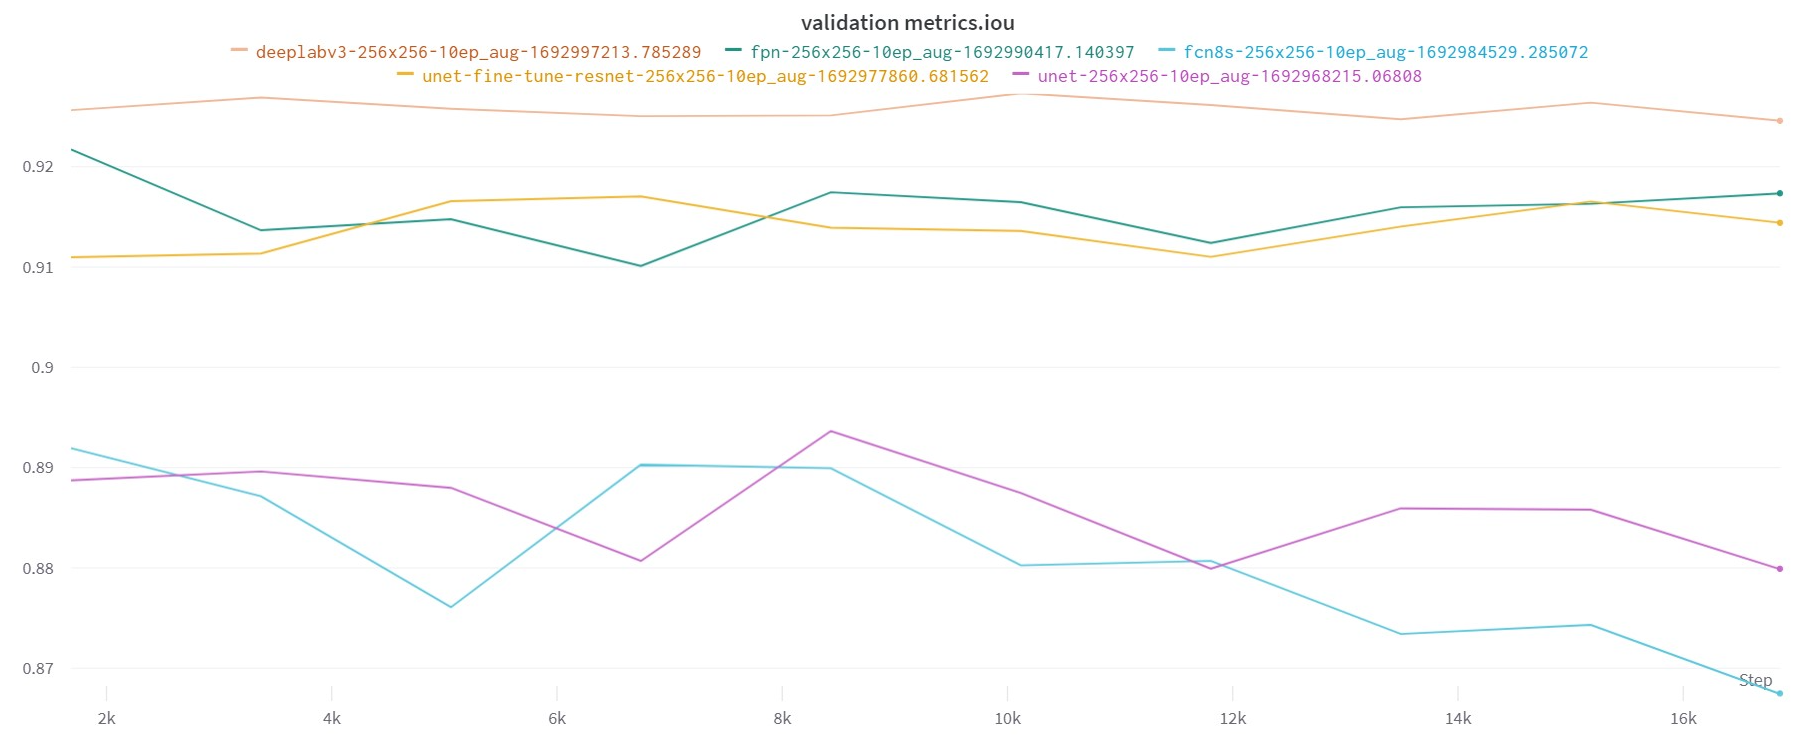 validation metrics.iou
deeplabv3-256x256-10ep_aug-1692997213.785289 fpn-256x256-10ep_aug-1692990417.140397 fcn8s-256x256-10ep_aug-1692984529.285072
unet-fine-tune-resnet-256x256-10ep_aug-1692977860.681562 unet-256x256-10ep_aug-1692968215.06808
0.92
0.91
0.9
0.89
0.88
0.87
Step
2k 4k 6k 8k 10k 12k 14k 16k